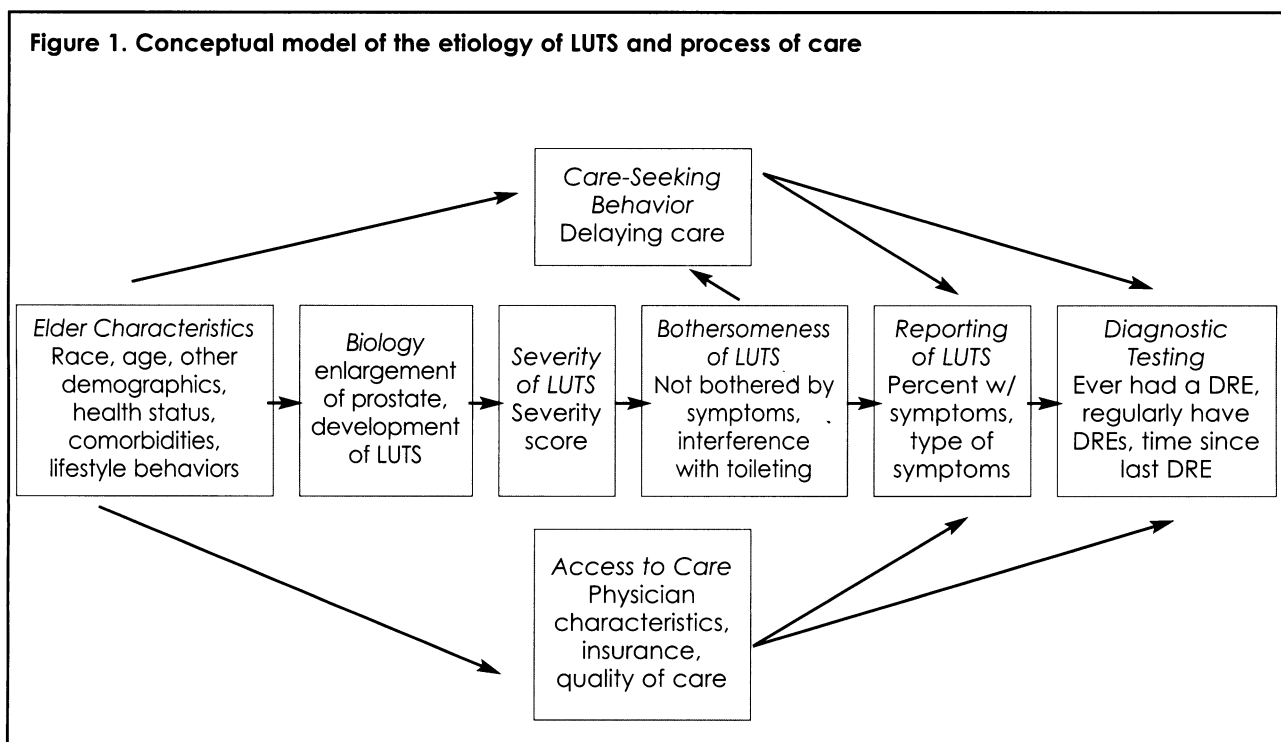 Figure 1. Conceptual model of the etiology of LUTS and process of care
Care-Seeking
Behavior
Delaying care
Elder Characteristics
Race, age, other
demographics,
health status,
comorbidities,
lifestyle behaviors
Biology
enlargement
of prostate,
development
of LUTS
Severity
of LUTS
Severity
score
Bothersomeness
of LUTS
Not bothered by
symptoms,
interference
with toileting
Reporting
of LUTS
Percent w/
symptoms,
type of
symptoms
Diagnostic
Testing
Ever had a DRE,
regularly have
DREs, time since
last DRE
Access to Care
Physician
characteristics,
insurance,
quality of care